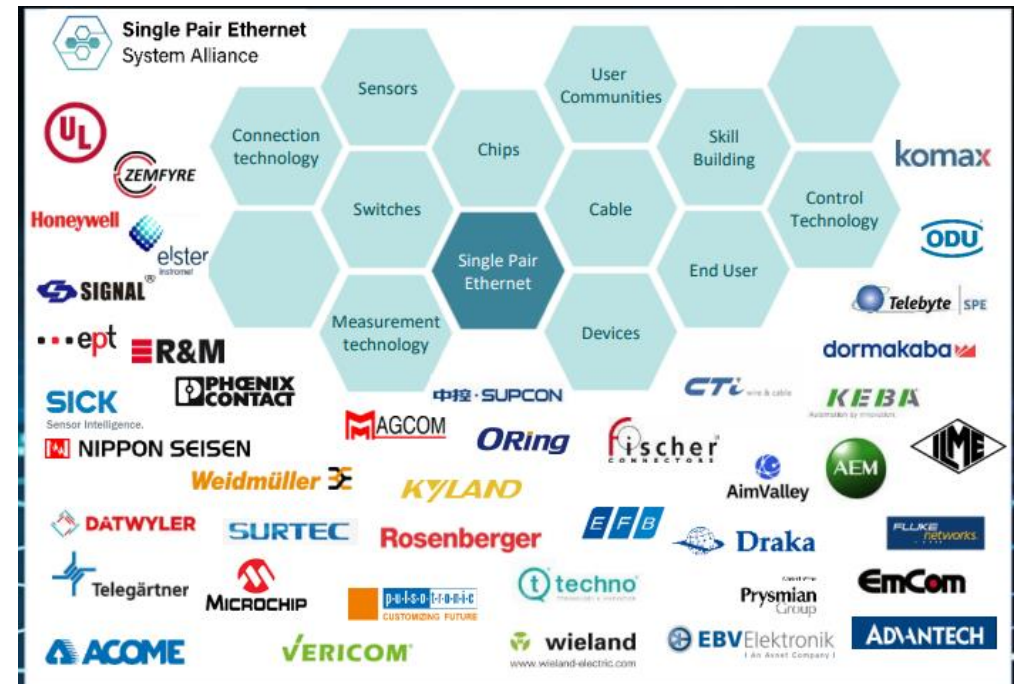 Single Pair Ethernet
System Alliance
Sensors
User
Communities
Connection
technology
Chips
Skill
Building
Switches
Cable
Control
Technology
Single Pair
Ethernet
End User
Measurement
technology
Devices
UL
ZEMFYRE
Honeywell
elster
Instromet
SIGNAL®
ept
R&M
komax
ODU
Telebyte SPE
dormakaba
SICK
Sensor Intelligence.
PHŒNIX
CONTACT
中控·SUPCON
CTi wire & cable
KEBA
Automation by innovation.
MAGCOM
ORing
fischer
CONNECTORS
ILME
NIPPON SEISEN
AimValley
AEM
Weidmüller
KYLAND
DATWYLER
SURTEC
Rosenberger
EFB
Draka
FLUKE
networks
Telegärtner
MICROCHIP
pulsotronic
CUSTOMIZING FUTURE
techno
Prysmian
Group
EmCom
ACOME
VERICOM
wieland
www.wieland-electric.com
EBVElektronik
| An Avnet Company |
ADVANTECH